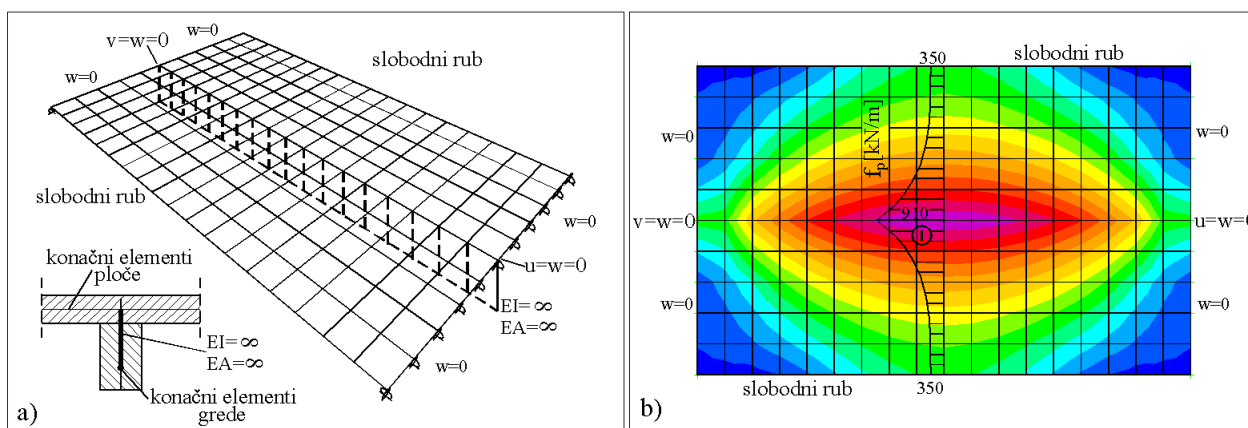 v=w=0
w=0
w=0
slobodni rub
slobodni rub
w=0
u=w=0
EI=∞
EA=∞
w=0
konačni elementi
ploče
EI=∞
EA=∞
konačni elementi
grede
a)
350
slobodni rub
fp[kN/m]
w=0
w=0
910
v=w=0
u=w=0
w=0
w=0
350
slobodni rub
b)